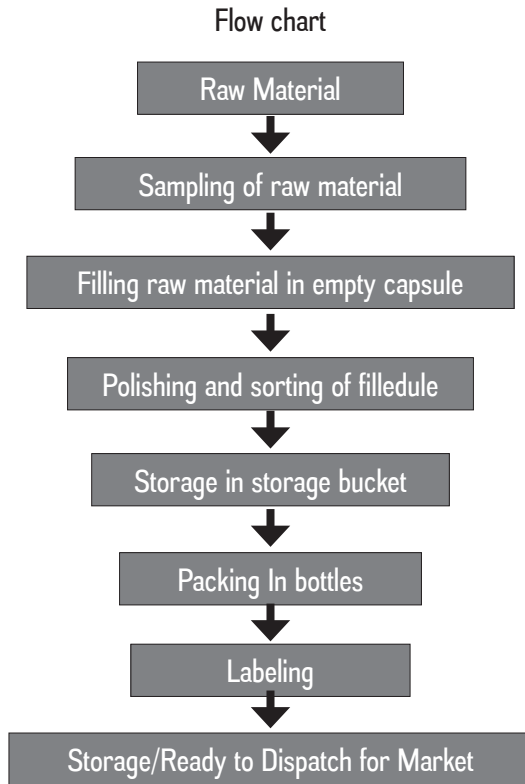 Flow chart
Raw Material
Sampling of raw material
Filling raw material in empty capsule
Polishing and sorting of filledule
Storage in storage bucket
Packing In bottles
Labeling
Storage/Ready to Dispatch for Market